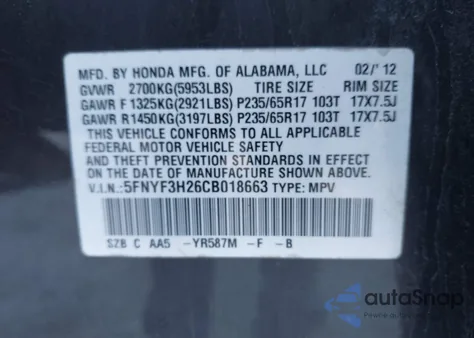 MFD. BY HONDA MFG. OF ALABAMA, LLC 02/'12
GVWR 2700KG(5953LBS) TIRE SIZE RIM SIZE
GAWR F 1325KG(2921LBS) P235/65R17 103T 17X7.5J
GAWR R 1450KG(3197LBS) P235/65R17 103T 17X7.5J
THIS VEHICLE CONFORMS TO ALL APPLICABLE
FEDERAL MOTOR VEHICLE SAFETY
AND THEFT PREVENTION STANDARDS IN EFFECT
ON THE DATE OF MANUFACTURE SHOWN ABOVE.
V.I.N.: 5FNYF3H26CB018663 TYPE: MPV
SZB C AA5 -YR587M -F -B
autoSnap